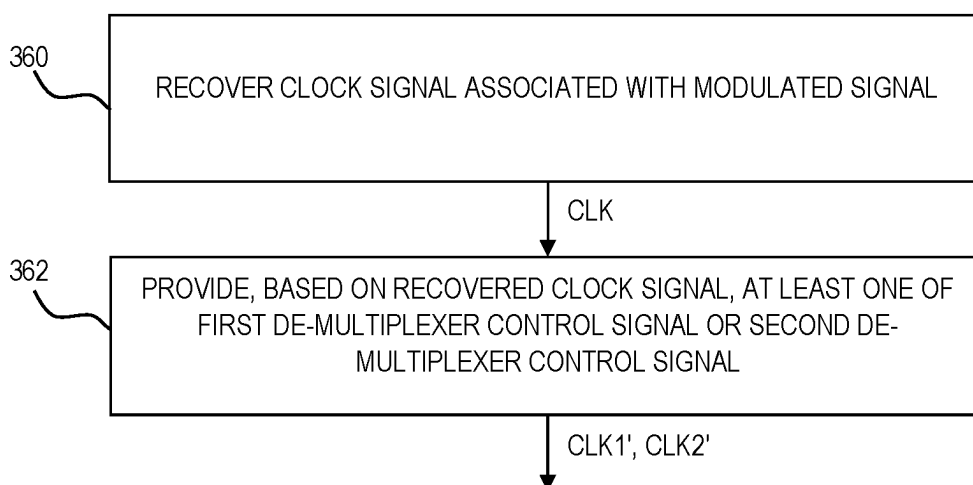 360
RECOVER CLOCK SIGNAL ASSOCIATED WITH MODULATED SIGNAL
CLK
362
PROVIDE, BASED ON RECOVERED CLOCK SIGNAL, AT LEAST ONE OF
FIRST DE-MULTIPLEXER CONTROL SIGNAL OR SECOND DE-
MULTIPLEXER CONTROL SIGNAL
CLK1', CLK2'